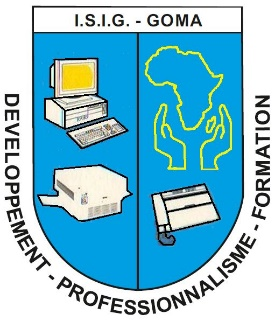 I.S.I.G. - GOMA
DEVELOPPEMENT - PROFESSIONNALISME - FORMATION